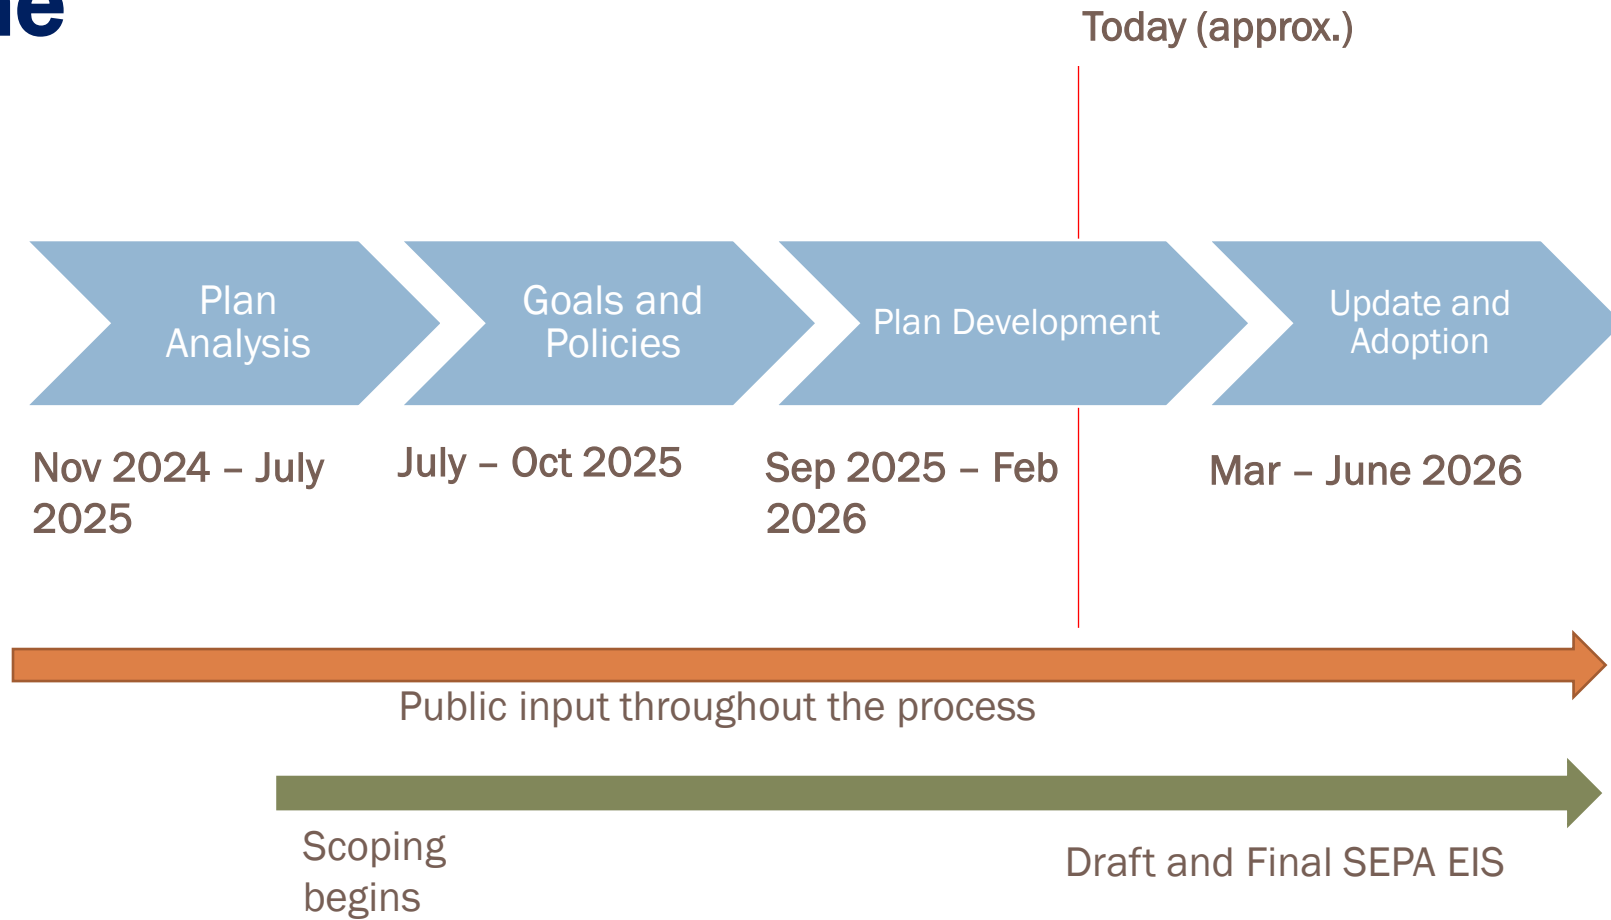 Today (approx.)
Plan
Analysis
Goals and
Policies
Plan Development
Update and
Adoption
Nov 2024 – July
2025
July – Oct 2025
Sep 2025 – Feb
2026
Mar – June 2026
Public input throughout the process
Scoping
begins
Draft and Final SEPA EIS